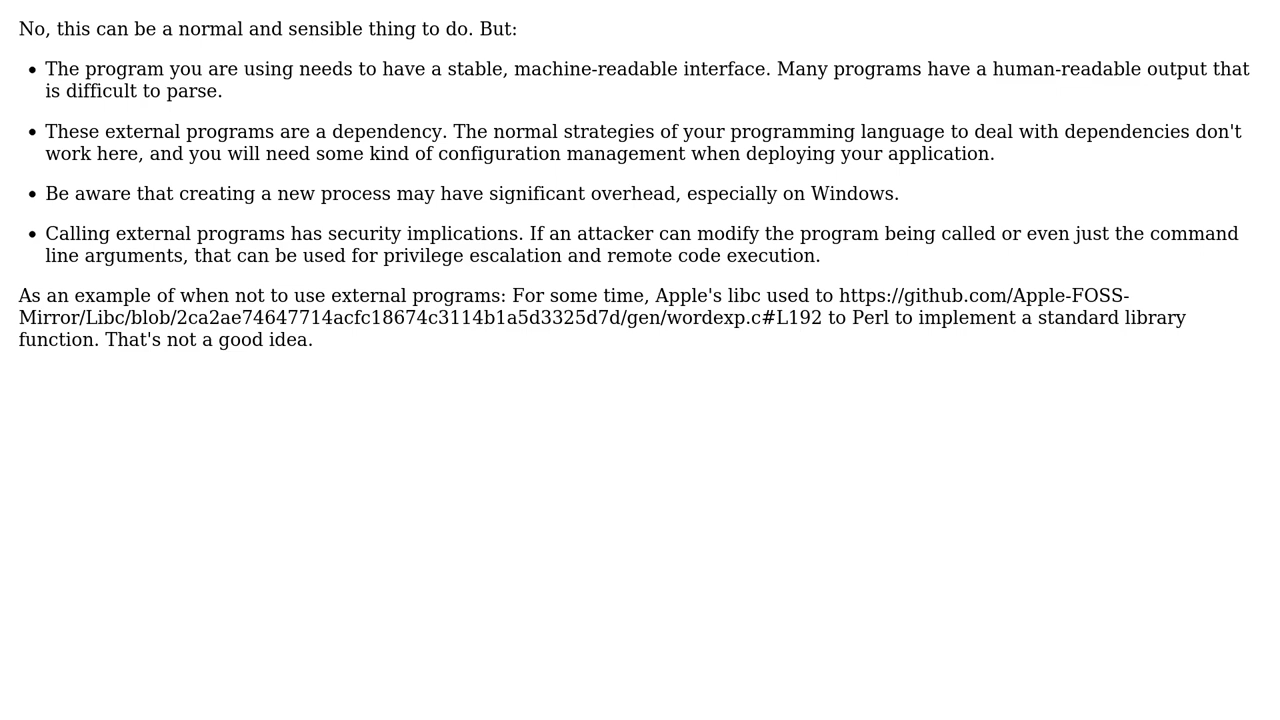 No, this can be a normal and sensible thing to do. But:
• The program you are using needs to have a stable, machine-readable interface. Many programs have a human-readable output that
is difficult to parse.
• These external programs are a dependency. The normal strategies of your programming language to deal with dependencies don't
work here, and you will need some kind of configuration management when deploying your application.
• Be aware that creating a new process may have significant overhead, especially on Windows.
• Calling external programs has security implications. If an attacker can modify the program being called or even just the command
line arguments, that can be used for privilege escalation and remote code execution.
As an example of when not to use external programs: For some time, Apple's libc used to https://github.com/Apple-FOSS-
Mirror/Libc/blob/2ca2ae74647714acfc18674c3114b1a5d3325d7d/gen/wordexp.c#L192 to Perl to implement a standard library
function. That's not a good idea.